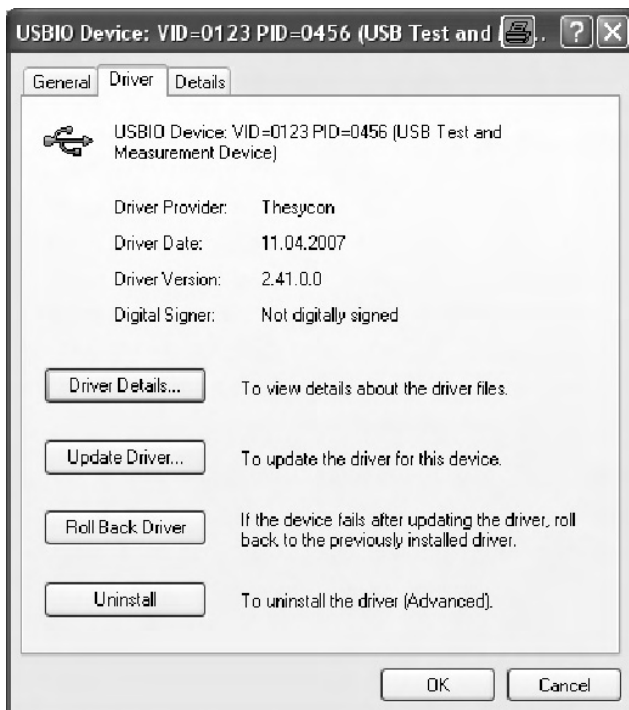 USBIO Device: VID=0123 PID=0456 (USB Test and ...
General Driver Details
USBIO Device: VID=0123 PID=0456 (USB Test and
Measurement Device)
Driver Provider: Thesycon
Driver Date: 11.04.2007
Driver Version: 2.41.0.0
Digital Signer: Not digitally signed
Driver Details... To view details about the driver files.
Update Driver... To update the driver for this device.
Roll Back Driver If the device fails after updating the driver, roll
back to the previously installed driver.
Uninstall To uninstall the driver (Advanced).
OK Cancel